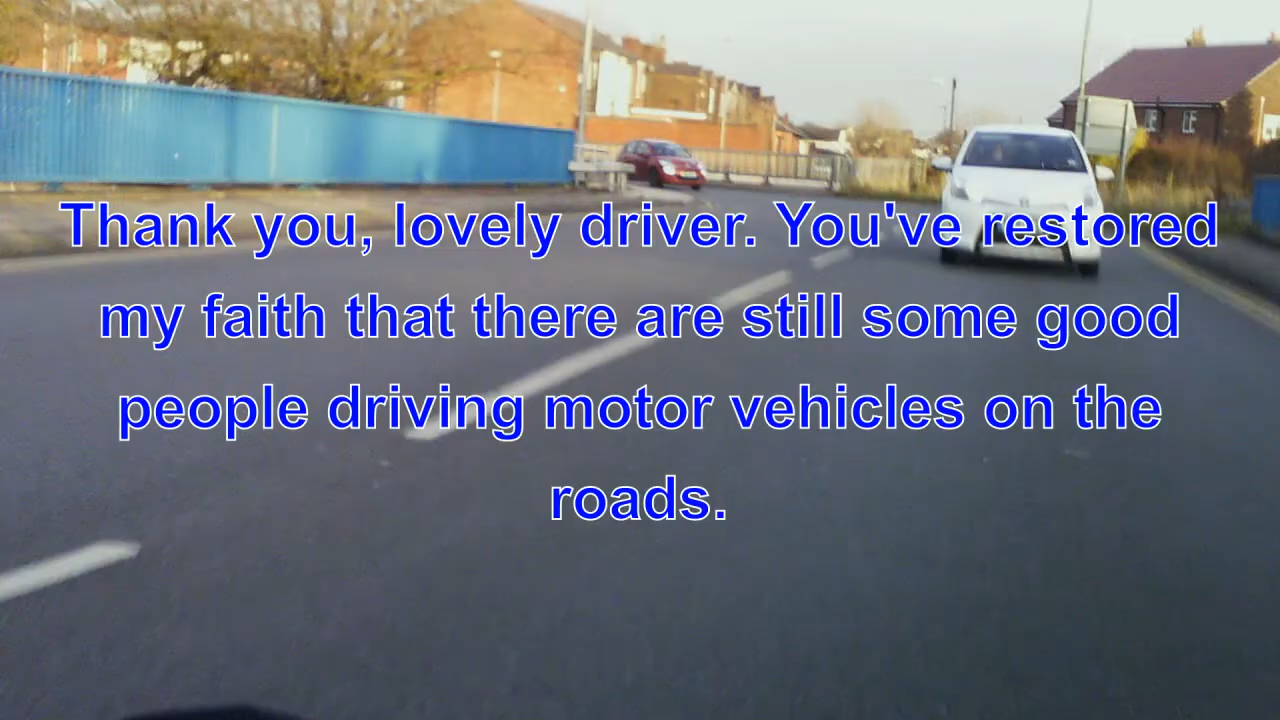 Thank you, lovely driver. You've restored
my faith that there are still some good
people driving motor vehicles on the
roads.